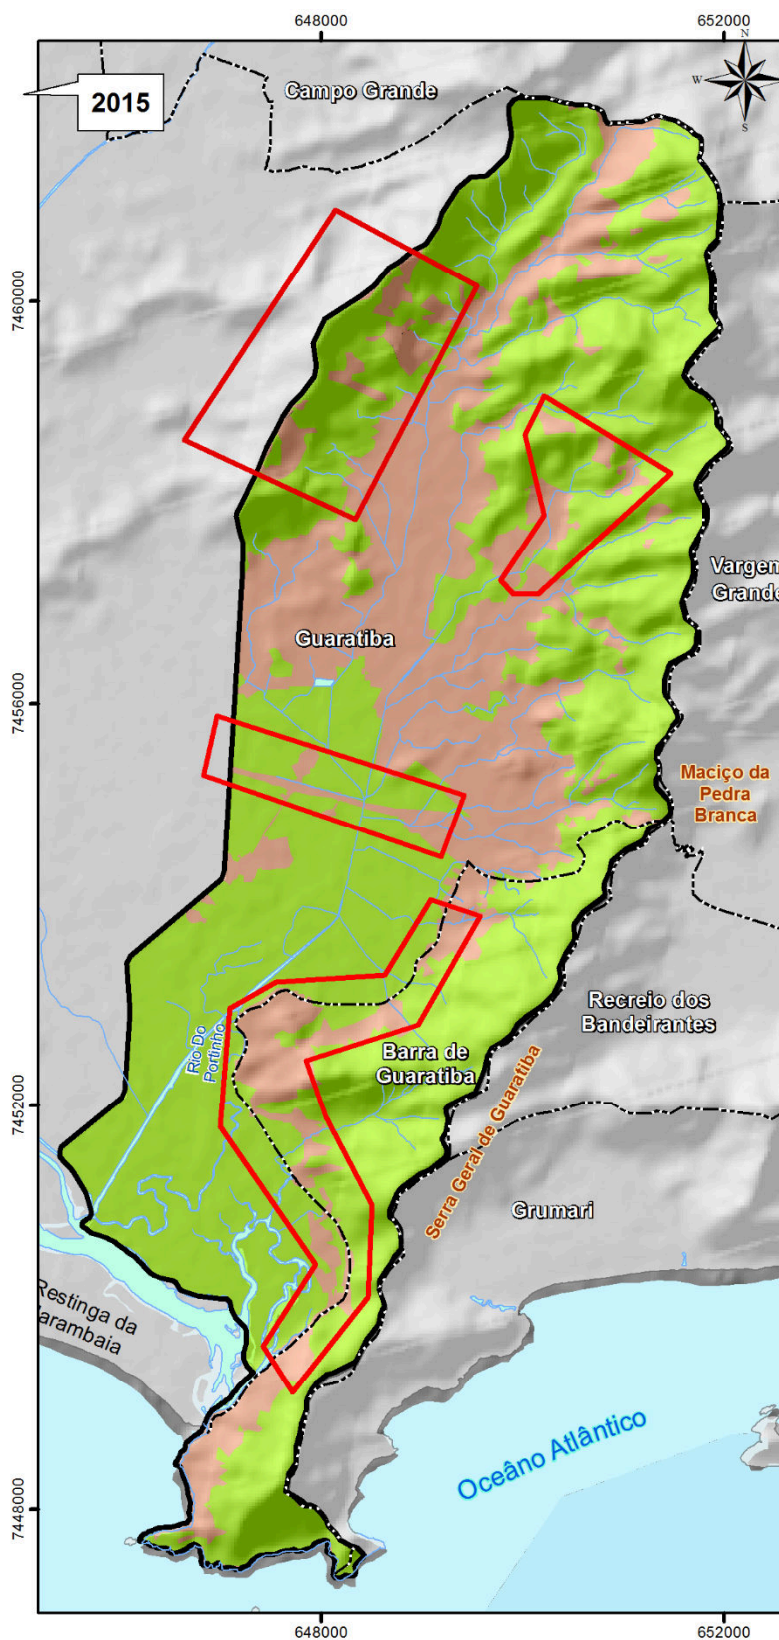 648000
652000
2015
Campo Grande
N
W
S
7460000
Guaratiba
Vargem
Grande
7456000
Maciço da
Pedra
Branca
Recreio dos
Bandeirantes
Rio Do
Portinho
Barra de
Guaratiba
7452000
Serra Geral de Guaratiba
Grumari
Restinga da
Marambaia
Oceâno Atlântico
7448000
648000
652000